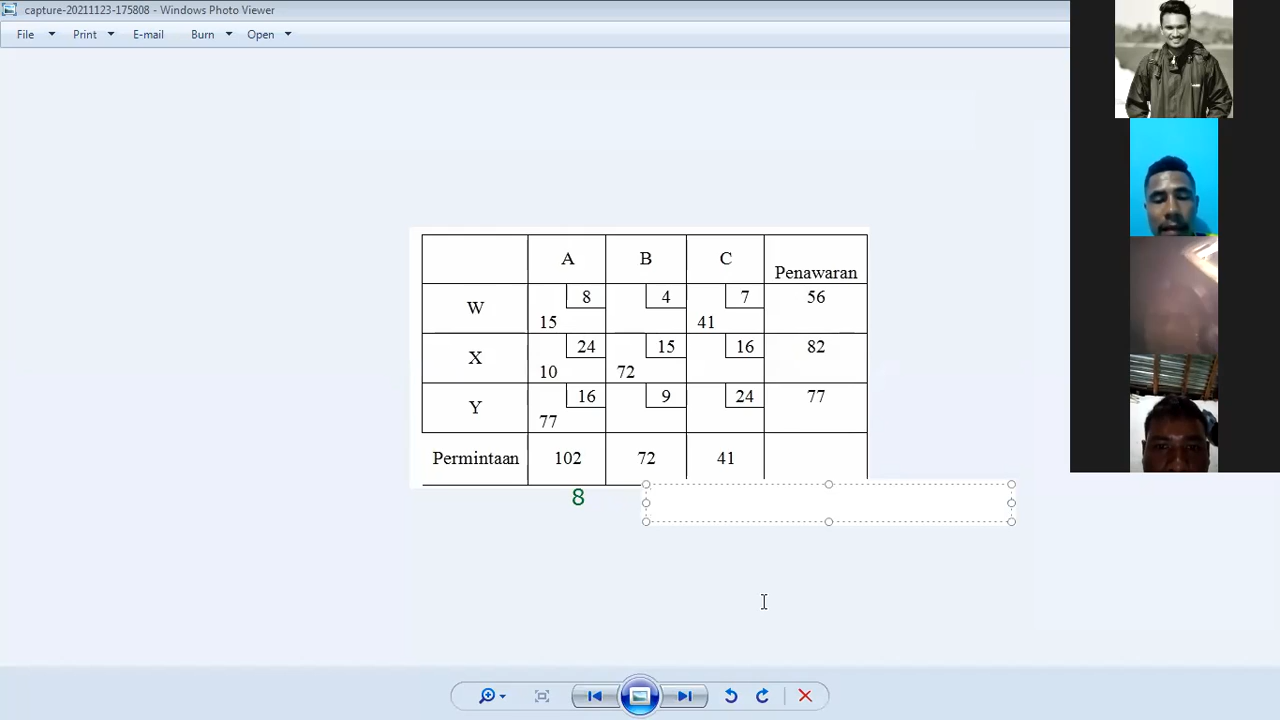 capture-20211123-175808 - Windows Photo Viewer
File Print E-mail Burn Open
A B C Penawaran
W 8 4 7 56
15 41
X 24 15 16 82
10 72
Y 16 9 24 77
77
Permintaan 102 72 41
8